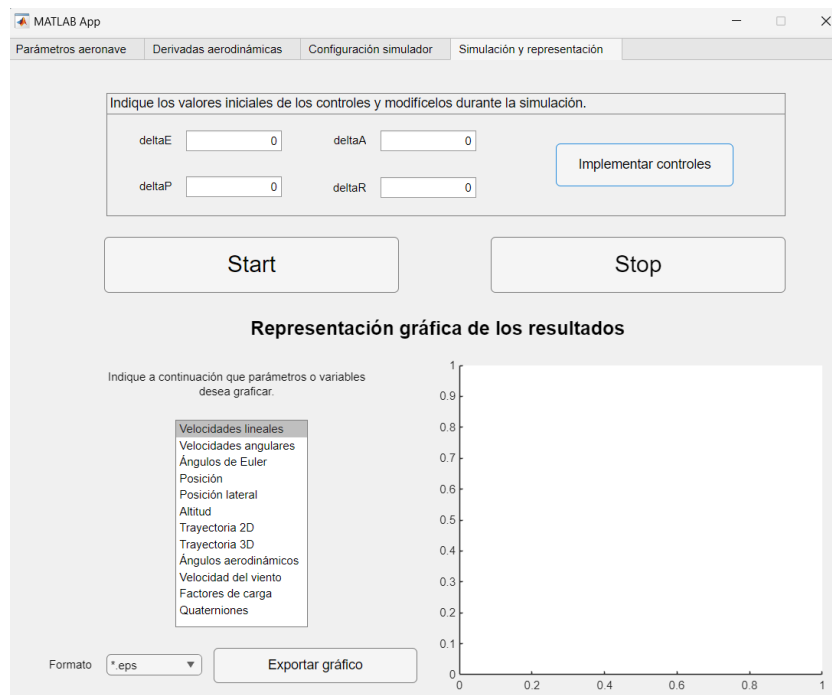 MATLAB App
Parámetros aeronave Derivadas aerodinámicas Configuración simulador Simulación y representación
Indique los valores iniciales de los controles y modifícelos durante la simulación.
deltaE 0 deltaA 0
Implementar controles
deltaP 0 deltaR 0
Start Stop
Representación gráfica de los resultados
Indique a continuación que parámetros o variables
desea graficar.
Velocidades lineales
Velocidades angulares
Ángulos de Euler
Posición
Posición lateral
Altitud
Trayectoria 2D
Trayectoria 3D
Ángulos aerodinámicos
Velocidad del viento
Factores de carga
Quaterniones
Formato *.eps Exportar gráfico
1
0.9
0.8
0.7
0.6
0.5
0.4
0.3
0.2
0.1
0
0 0.2 0.4 0.6 0.8 1